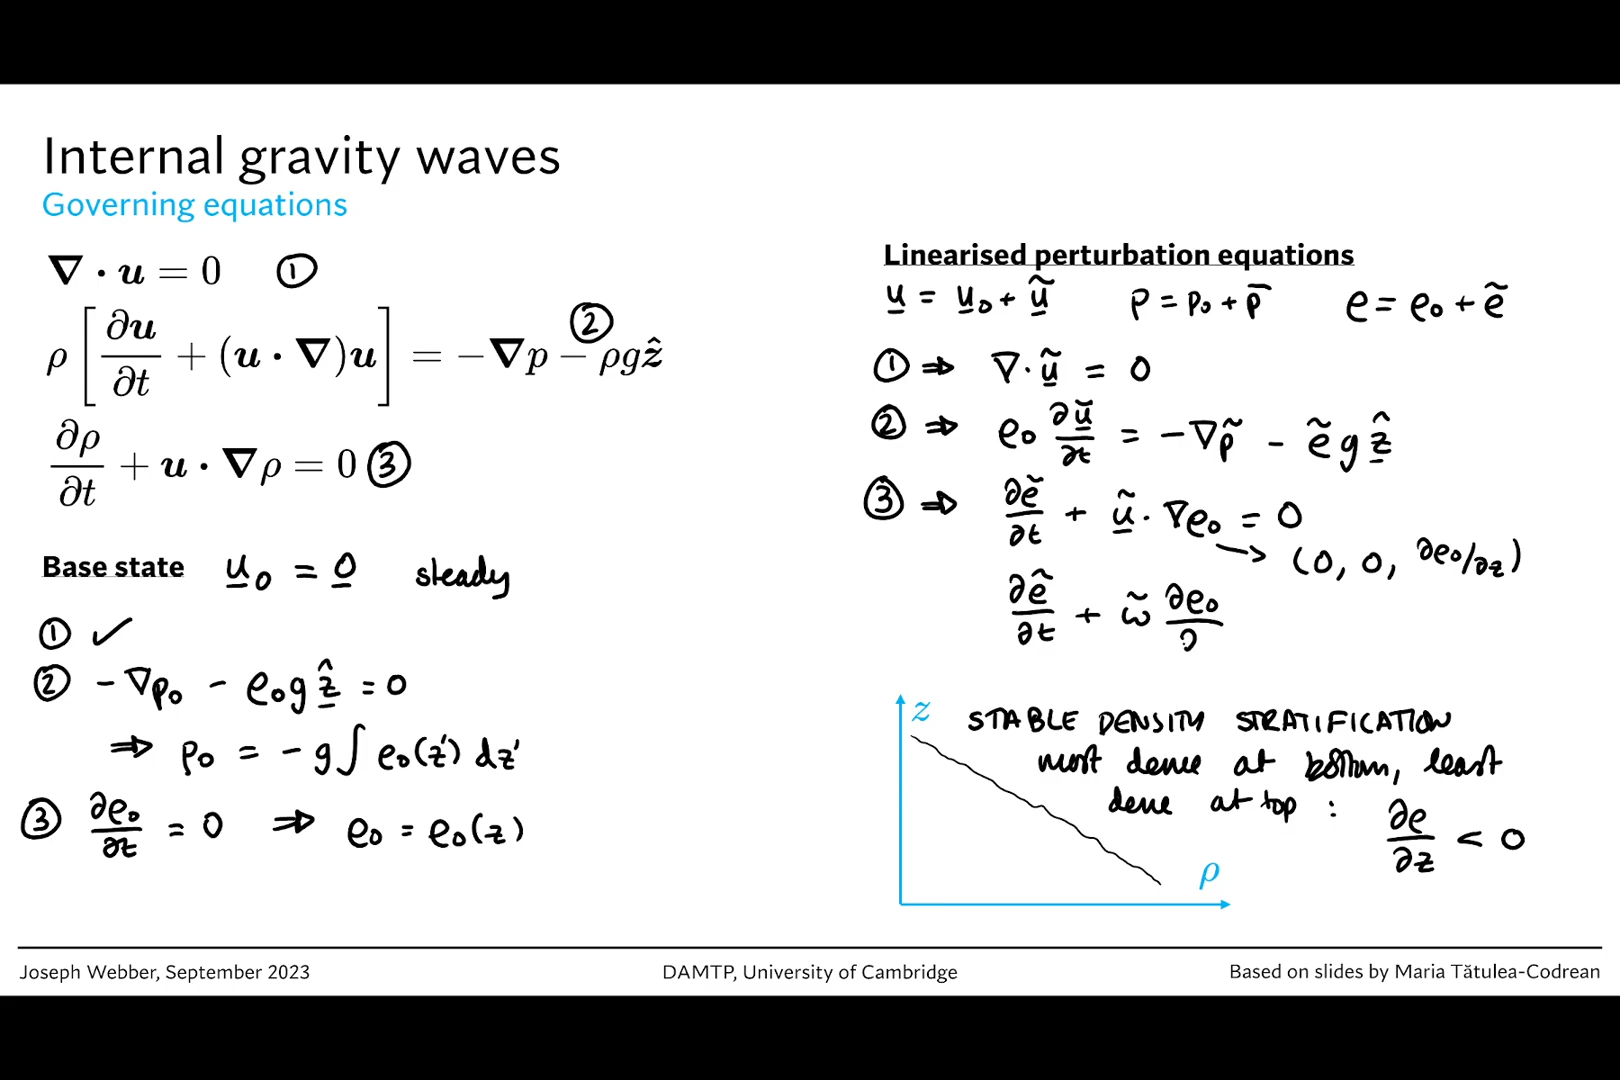 Internal gravity waves
Governing equations
∇ · u = 0 ①
ρ [∂u/∂t + (u · ∇)u] = −∇p − ρgẑ ②
∂ρ/∂t + u · ∇ρ = 0 ③
Base state u₀ = 0 steady
① ✓
② −∇p₀ − ρ₀g ẑ = 0
⇒ p₀ = −g∫ρ₀(z′) dz′
③ ∂ρ₀/∂t = 0 ⇒ ρ₀ = ρ₀(z)
Linearised perturbation equations
u = u₀ + ũ p = p₀ + p̃ ρ = ρ₀ + ρ̃
① ⇒ ∇·ũ = 0
② ⇒ ρ₀ ∂ũ/∂t = −∇p̃ − ρ̃ g ẑ
③ ⇒ ∂ρ̃/∂t + ũ·∇ρ₀ = 0
→ (0, 0, ∂ρ₀/∂z)
∂ρ̃/∂t + w̃ ∂ρ₀/∂
z STABLE DENSITY STRATIFICATION
most dense at bottom, least
dense at top : ∂ρ/∂z < 0
ρ
Joseph Webber, September 2023 DAMTP, University of Cambridge Based on slides by Maria Tătulea-Codrean